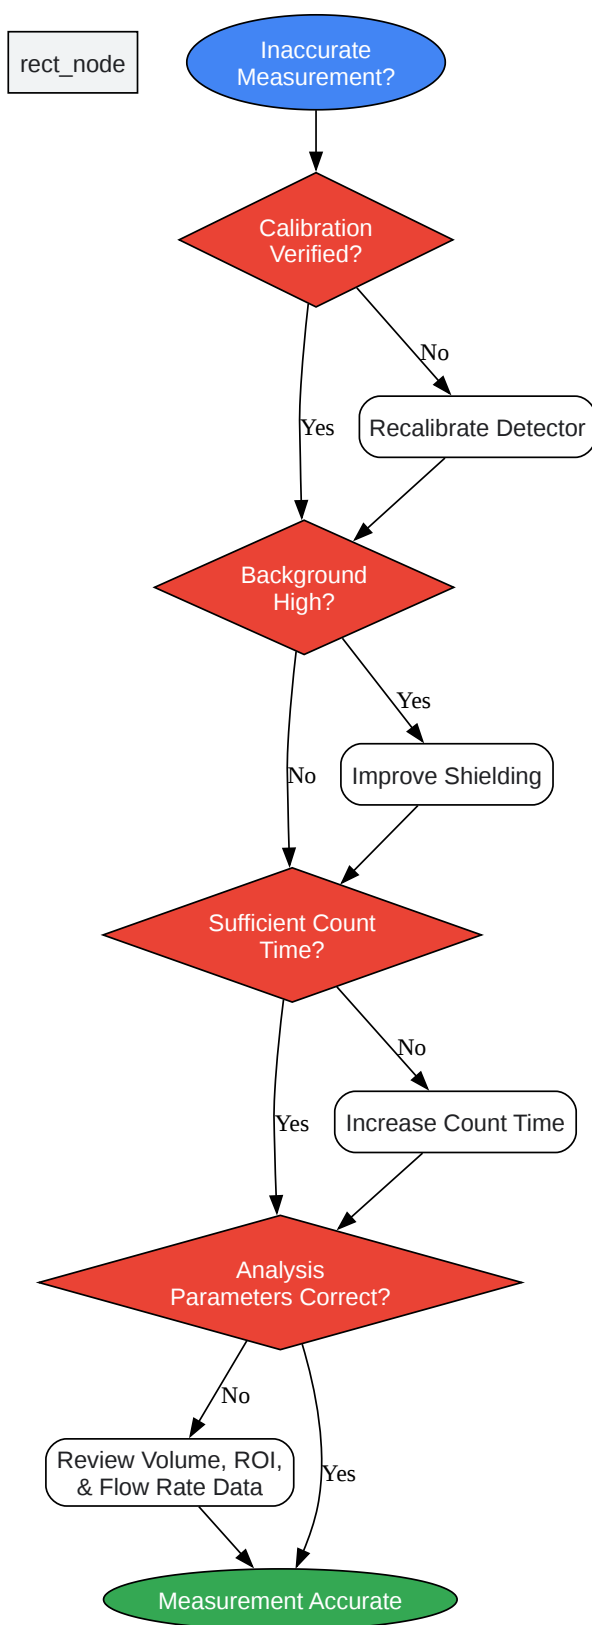 rect_node
Inaccurate
Measurement?
Calibration
Verified?
No
Yes
Recalibrate Detector
Background
High?
Yes
No
Improve Shielding
Sufficient Count
Time?
No
Yes
Increase Count Time
Analysis
Parameters Correct?
No
Review Volume, ROI,
& Flow Rate Data
Yes
Measurement Accurate